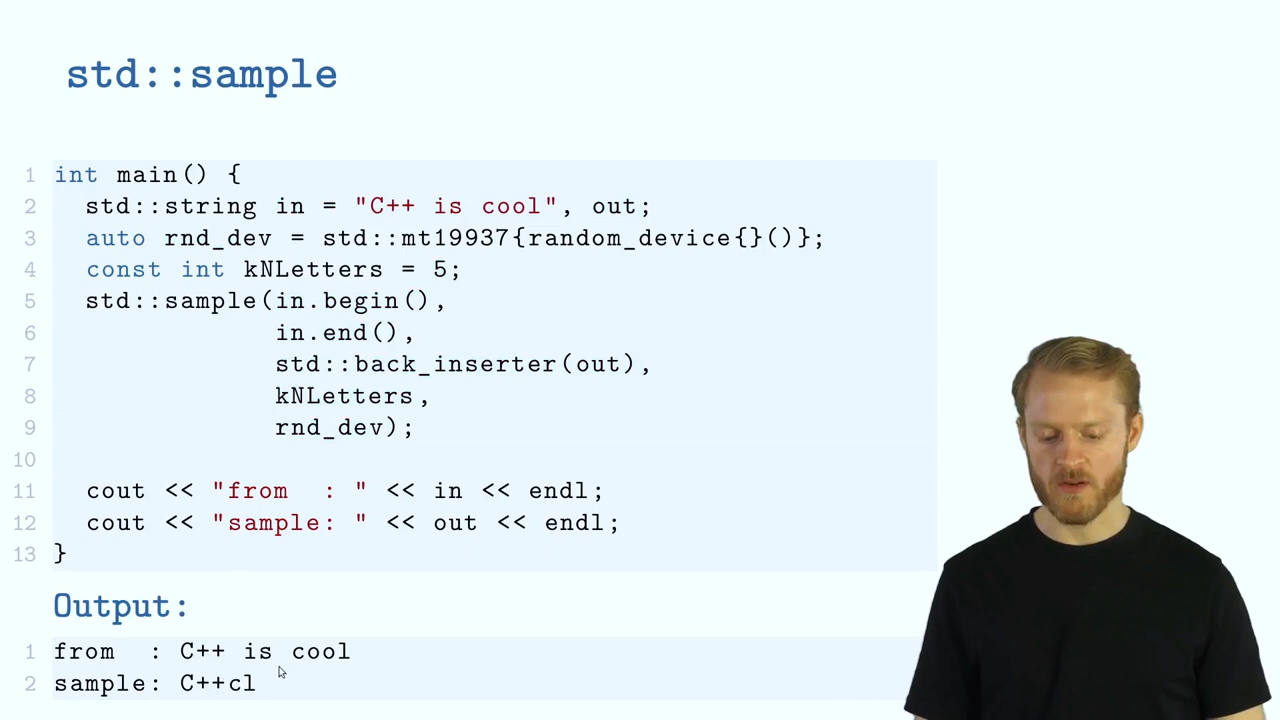 std::sample
1 int main() {
2   std::string in = "C++ is cool", out;
3   auto rnd_dev = std::mt19937{random_device{}()};
4   const int kNLetters = 5;
5   std::sample(in.begin(),
6               in.end(),
7               std::back_inserter(out),
8               kNLetters,
9               rnd_dev);
10
11   cout << "from  : " << in << endl;
12   cout << "sample: " << out << endl;
13 }
Output:
1 from  : C++ is cool
2 sample: C++cl